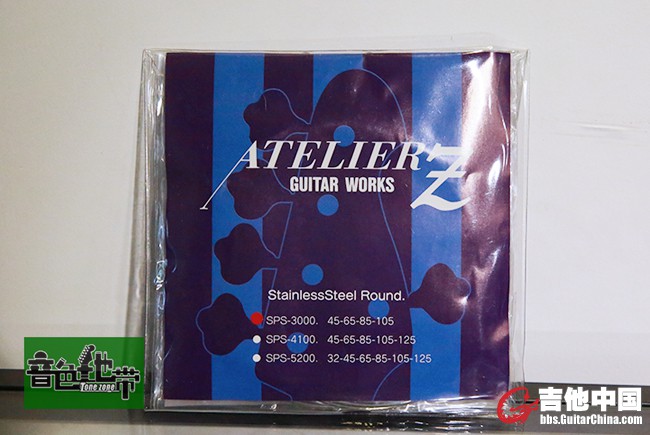 ATELIER Z
GUITAR WORKS
StainlessSteel Round.
SPS-3000. 45-65-85-105
SPS-4100. 45-65-85-105-125
SPS-5200. 32-45-65-85-105-125
音色地带
Tone zone
吉他中国
bbs.GuitarChina.com